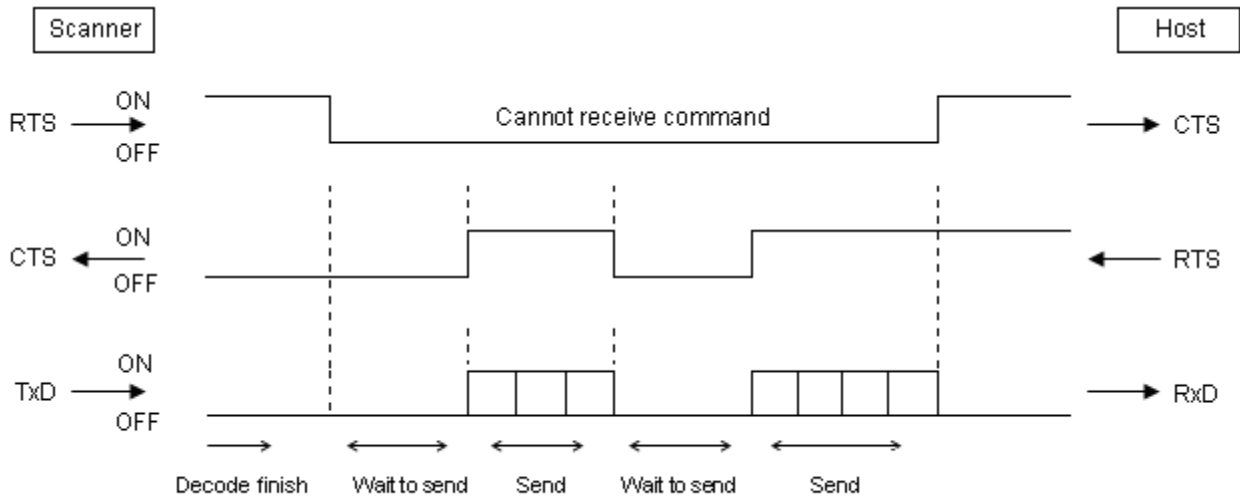 Scanner
Host
ON
RTS
OFF
Cannot receive command
CTS
ON
CTS
OFF
RTS
ON
TxD
OFF
RxD
Decode finish
Wait to send
Send
Wait to send
Send